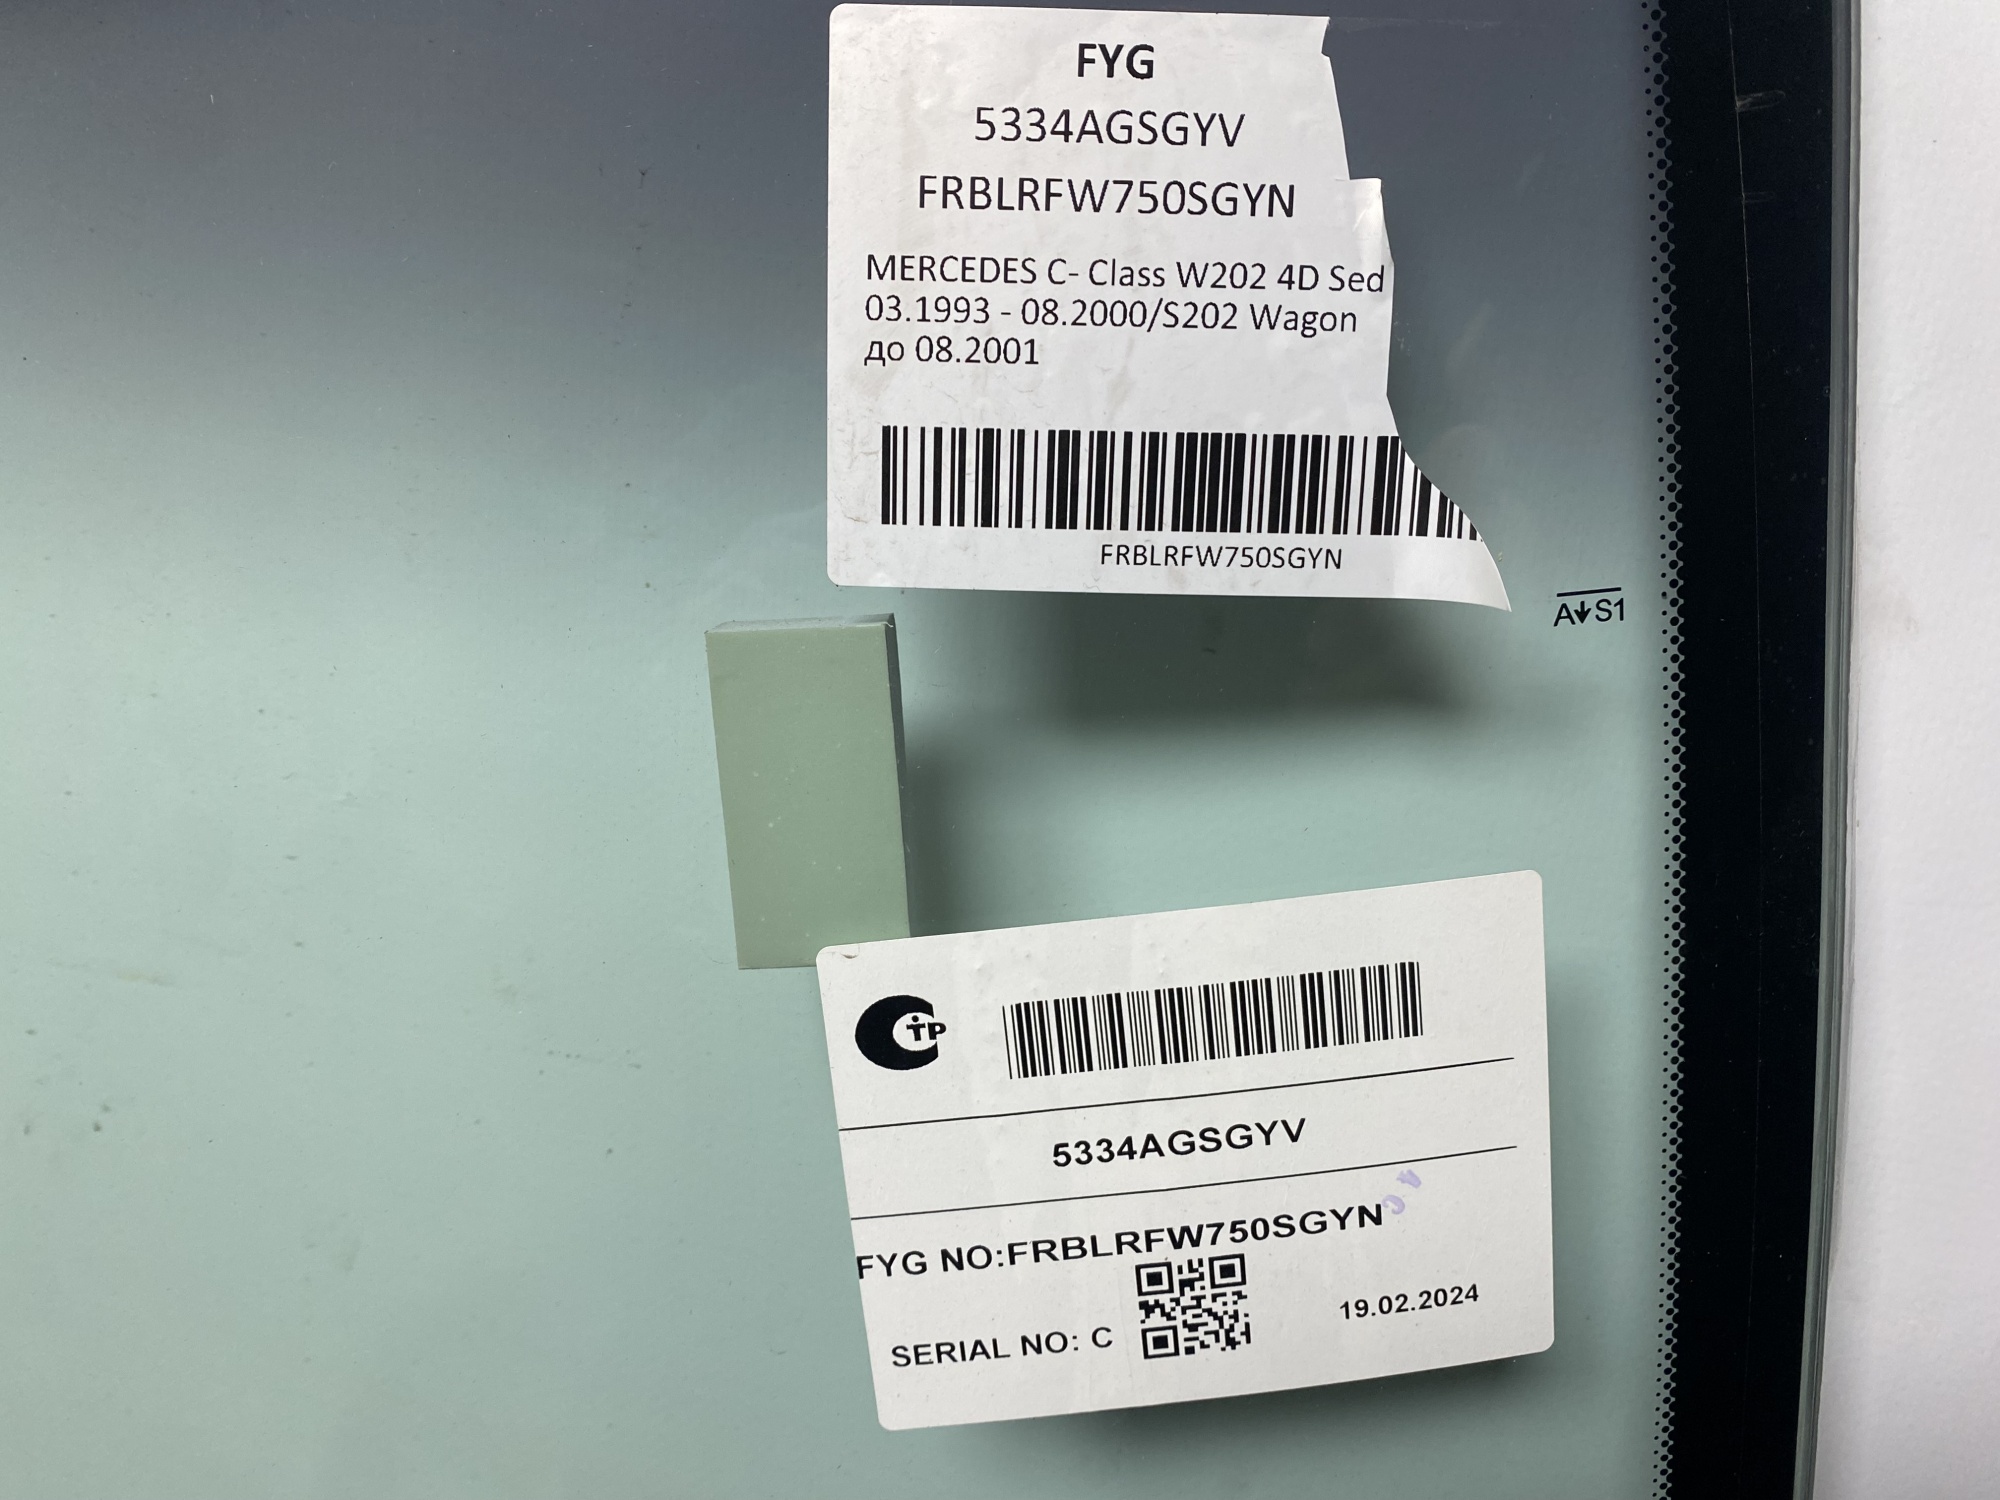 FYG
5334AGSGYV
FRBLRFW750SGYN
MERCEDES C- Class W202 4D Sed
03.1993 - 08.2000/S202 Wagon
до 08.2001
FRBLRFW750SGYN
A↓S1
СТР
5334AGSGYV
FYG NO:FRBLRFW750SGYN
SERIAL NO: C
19.02.2024